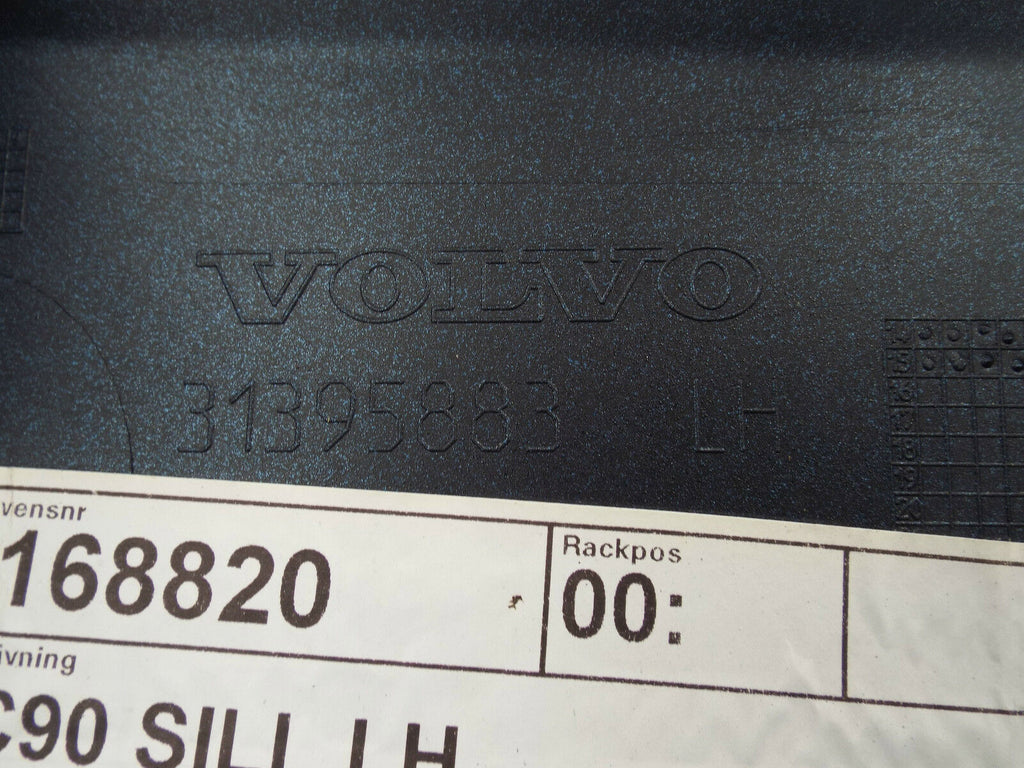 VOLVO
31395883 LH
vensnr
168820
Rackpos
00:
ivning
C90 SILL LH